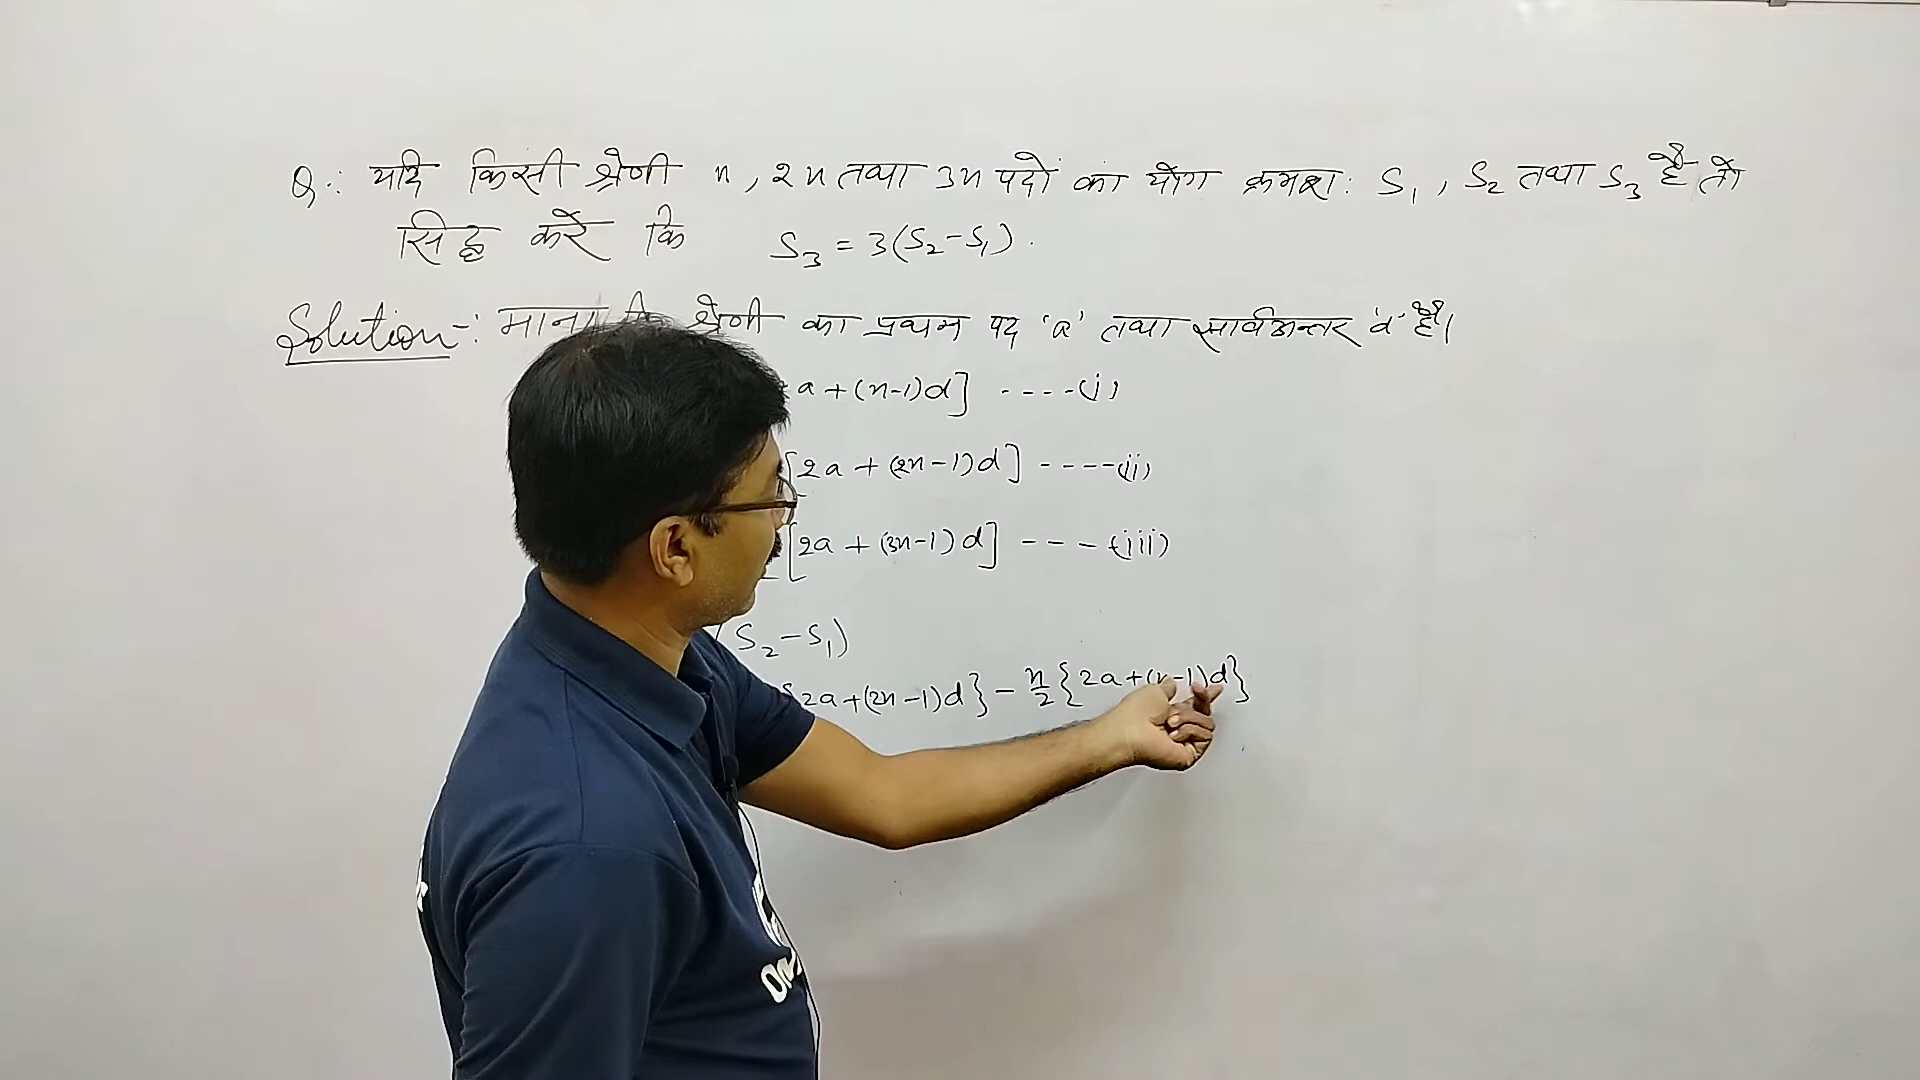 Q.: यदि किसी श्रेणी n, 2n तथा 3n पदों का योग क्रमशः S₁, S₂ तथा S₃ है तो
सिद्ध करें कि S₃ = 3(S₂-S₁).
Solution-: माना श्रेणी का प्रथम पद 'a' तथा सार्वअन्तर 'd' है।
a+(n-1)d] ----(i)
[2a+(2n-1)d] ----(ii)
[2a+(3n-1)d] ---(iii)
(S₂-S₁)
{2a+(2n-1)d} - n/2 {2a+(n-1)d}